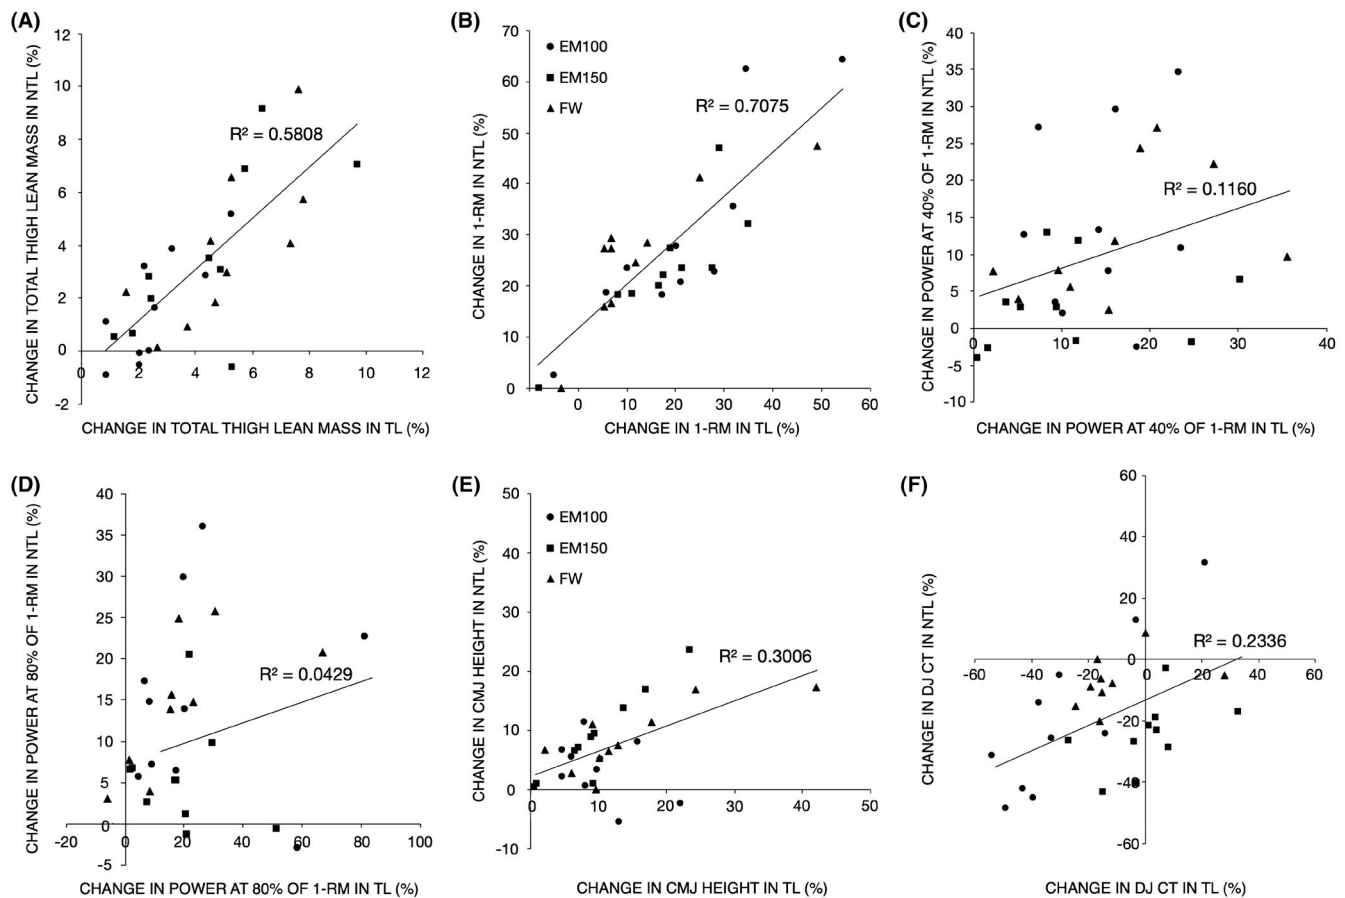 (A)
CHANGE IN TOTAL THIGH LEAN MASS IN NTL (%)
12
10
8
6
4
2
0
-2
R² = 0.5808
0 2 4 6 8 10 12
CHANGE IN TOTAL THIGH LEAN MASS IN TL (%)
(B)
CHANGE IN 1-RM IN NTL (%)
70
60
50
40
30
20
10
0
EM100
EM150
FW
R² = 0.7075
-10 0 10 20 30 40 50 60
CHANGE IN 1-RM IN TL (%)
(C)
CHANGE IN POWER AT 40% OF 1-RM IN NTL (%)
40
35
30
25
20
15
10
5
0
-5
-10
R² = 0.1160
0 10 20 30 40
CHANGE IN POWER AT 40% OF 1-RM IN TL (%)
(D)
CHANGE IN POWER AT 80% OF 1-RM IN NTL (%)
40
35
30
25
20
15
10
5
0
-5
R² = 0.0429
-20 0 20 40 60 80 100
CHANGE IN POWER AT 80% OF 1-RM IN TL (%)
(E)
CHANGE IN CMJ HEIGHT IN NTL (%)
50
40
30
20
10
0
-10
EM100
EM150
FW
R² = 0.3006
0 10 20 30 40 50
CHANGE IN CMJ HEIGHT IN TL (%)
(F)
CHANGE IN DJ CT IN NTL (%)
60
40
20
0
-20
-40
-60
R² = 0.2336
-60 -40 -20 0 20 40 60
CHANGE IN DJ CT IN TL (%)